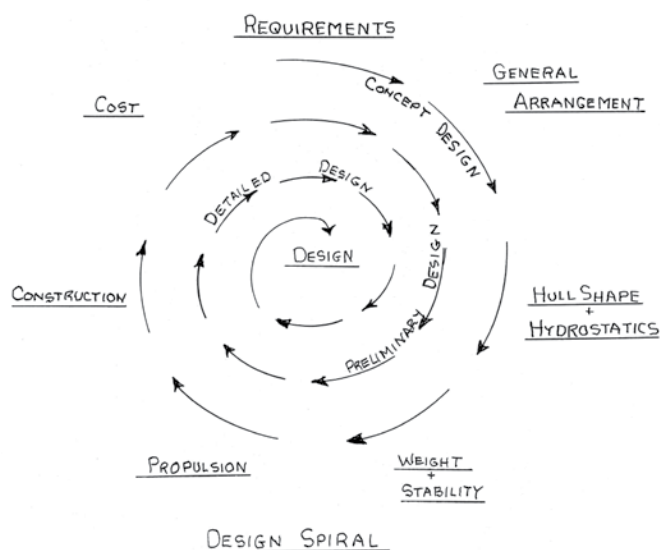 REQUIREMENTS
GENERAL
ARRANGEMENT
CONCEPT DESIGN
COST
DETAILED DESIGN
DESIGN
PRELIMINARY DESIGN
CONSTRUCTION
HULL SHAPE
+
HYDROSTATICS
PROPULSION
WEIGHT
+
STABILITY
DESIGN SPIRAL